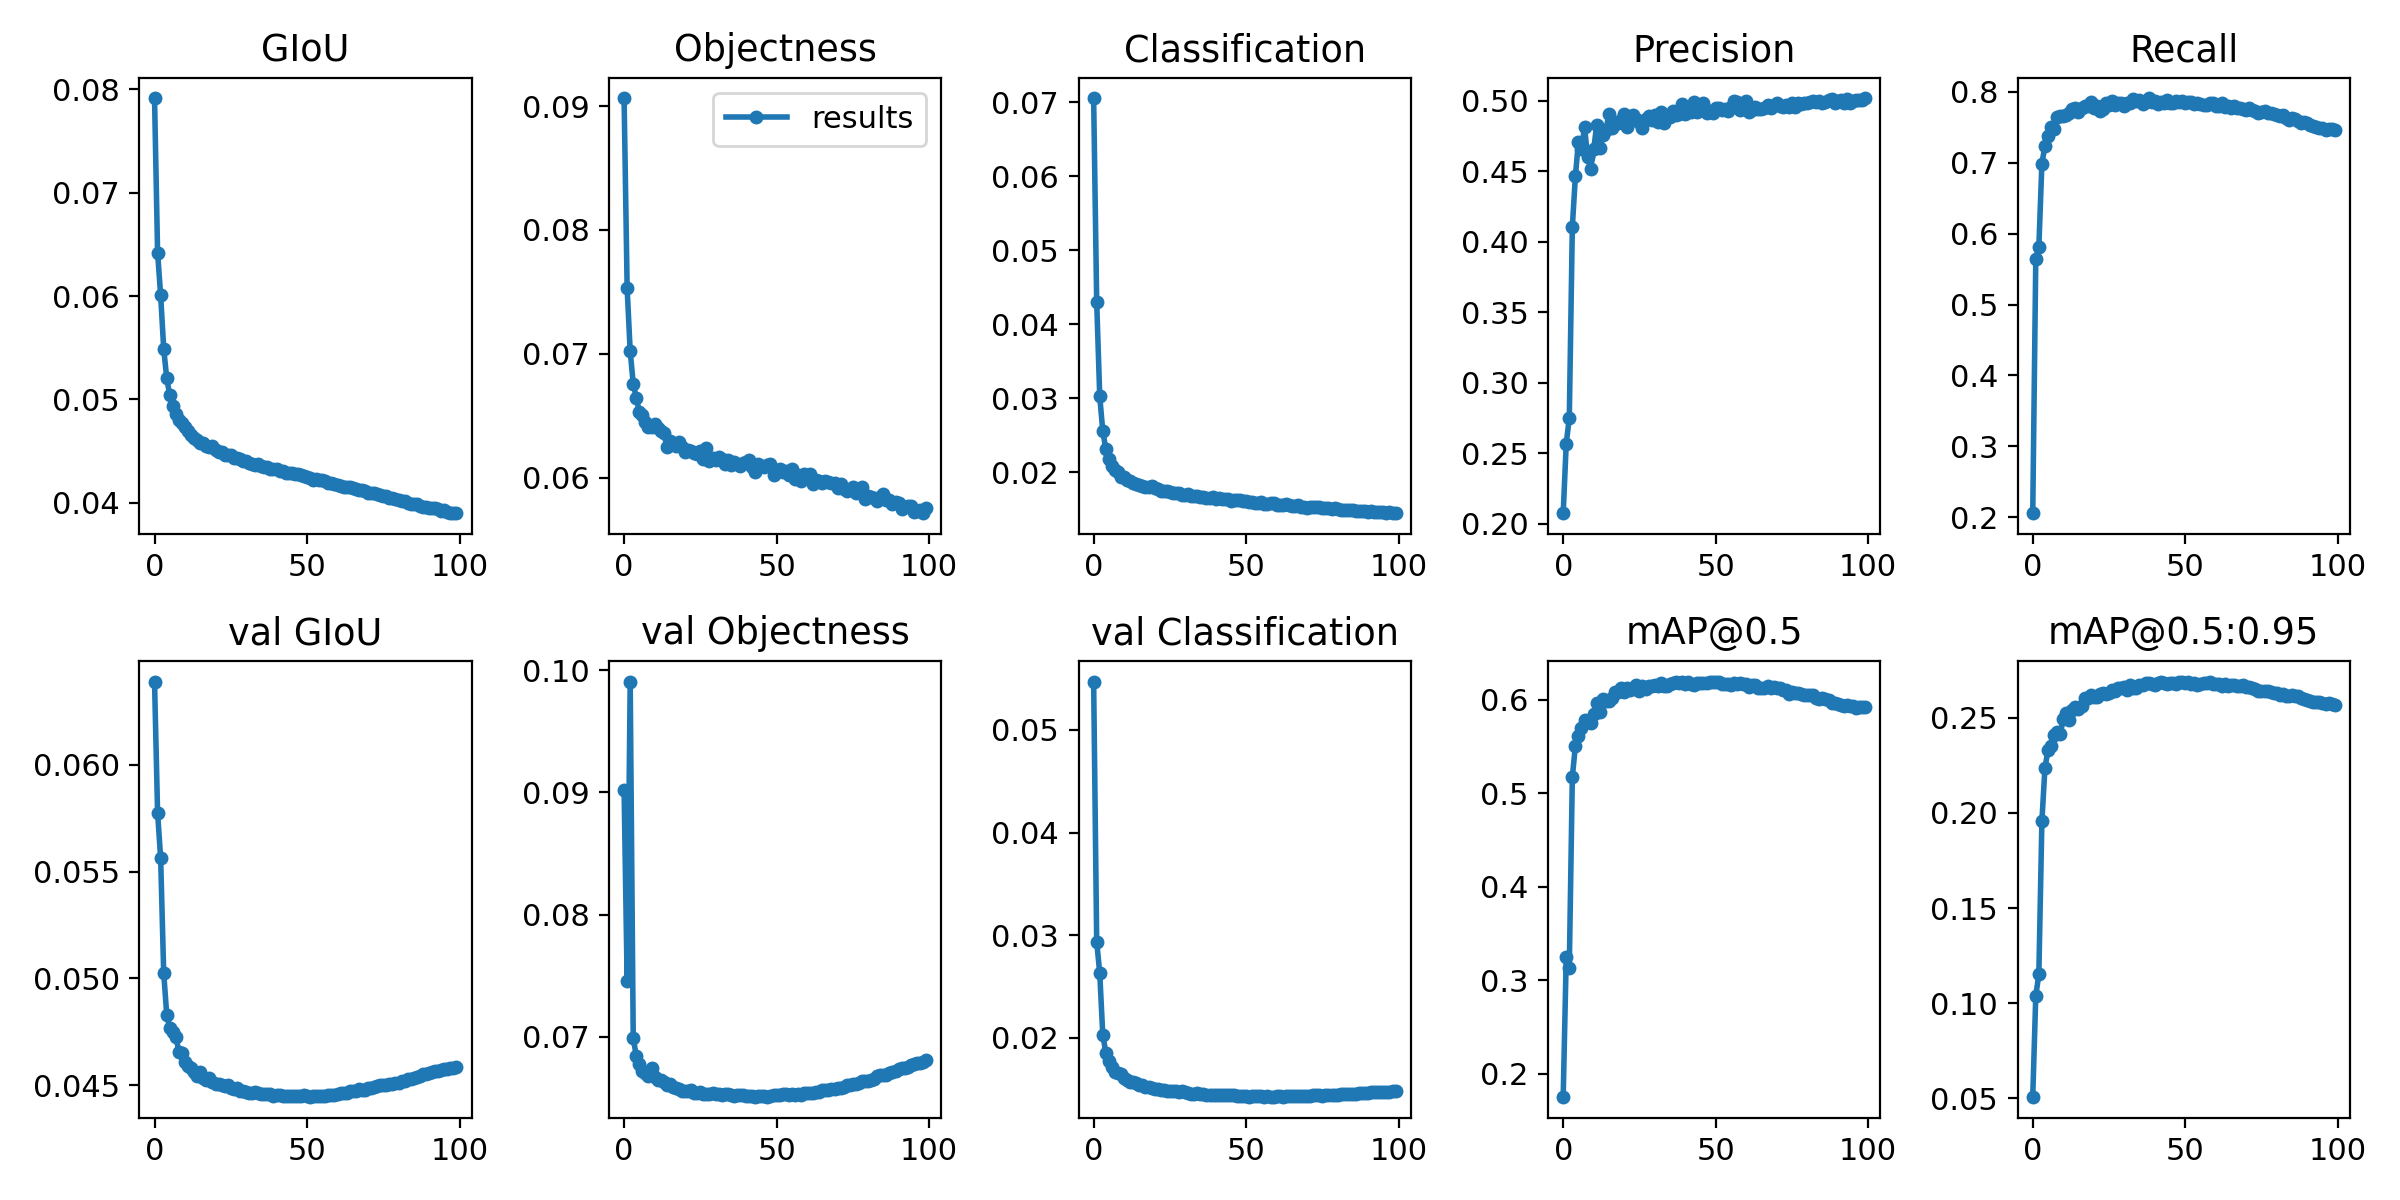 GIoU
0.08
0.07
0.06
0.05
0.04
0 50 100
Objectness
results
0.09
0.08
0.07
0.06
0 50 100
Classification
0.07
0.06
0.05
0.04
0.03
0.02
0 50 100
Precision
0.50
0.45
0.40
0.35
0.30
0.25
0.20
0 50 100
Recall
0.8
0.7
0.6
0.5
0.4
0.3
0.2
0 50 100
val GIoU
0.060
0.055
0.050
0.045
0 50 100
val Objectness
0.10
0.09
0.08
0.07
0 50 100
val Classification
0.05
0.04
0.03
0.02
0 50 100
mAP@0.5
0.6
0.5
0.4
0.3
0.2
0 50 100
mAP@0.5:0.95
0.25
0.20
0.15
0.10
0.05
0 50 100